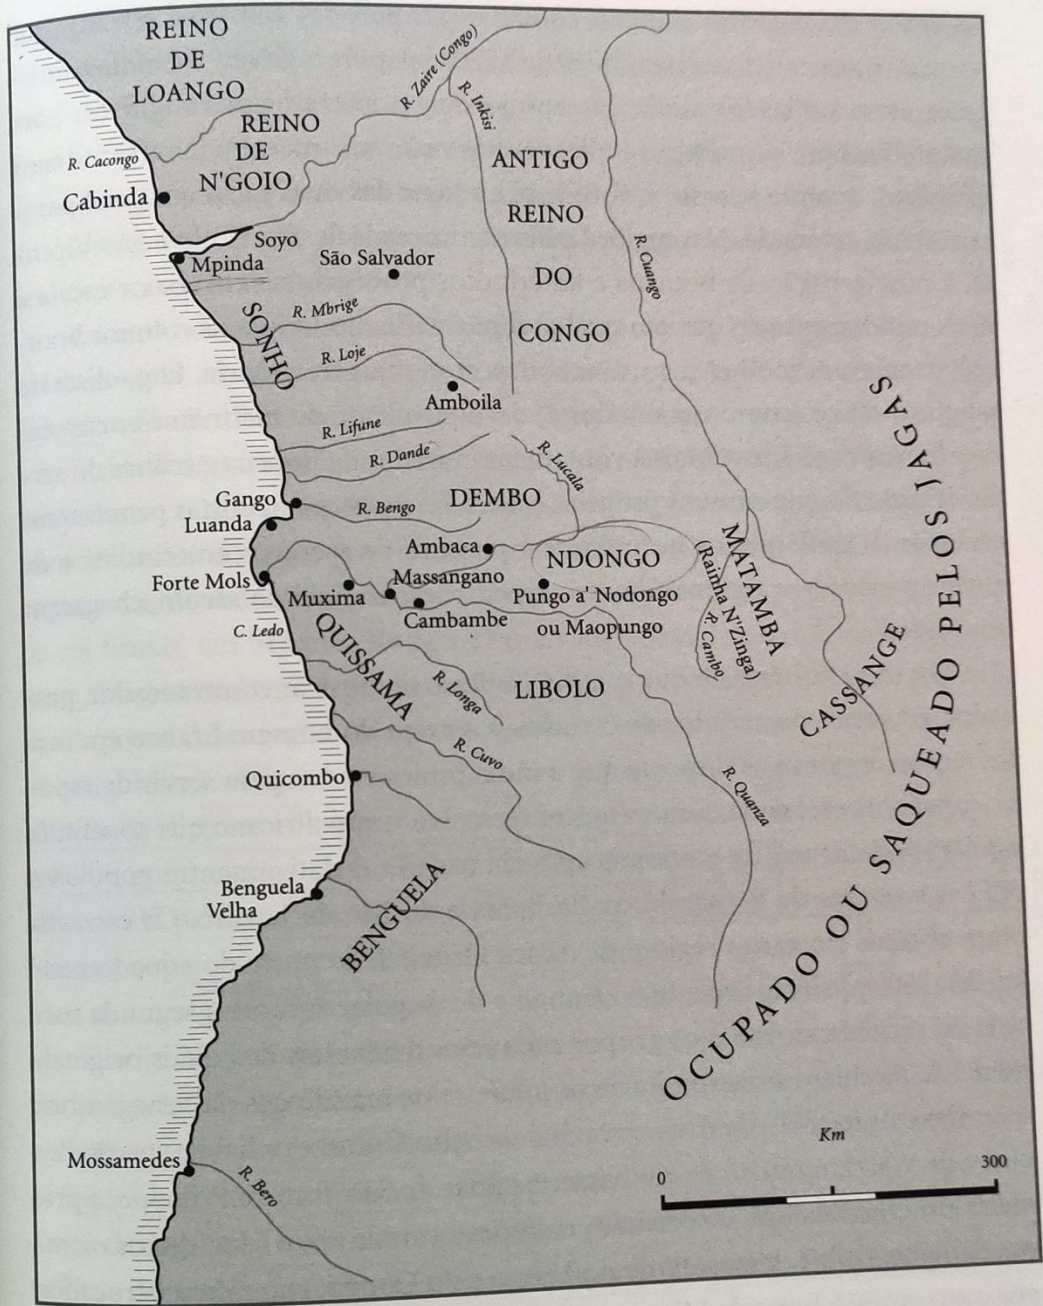 REINO
DE
LOANGO
R. Zaire (Congo)
R. Inkisi
REINO
DE
N'GOIO
R. Cacongo
ANTIGO
REINO
DO
CONGO
Cabinda
Soyo
Mpinda
São Salvador
R. Cuango
SONHO
R. Mbrige
R. Loje
Amboila
R. Lifune
R. Dande
R. Lucala
Gango
Luanda
R. Bengo
DEMBO
Ambaca
NDONGO
MATAMBA
(Rainha N'Zinga)
R. Cambo
Forte Mols
Muxima
Massangano
Cambambe
Pungo a' Nodongo
ou Maopungo
C. Ledo
QUISSAMA
R. Longa
LIBOLO
CASSANGE
R. Cuvo
R. Quanza
Quicombo
Benguela
Velha
BENGUELA
OCUPADO OU SAQUEADO PELOS JAGAS
Mossamedes
R. Bero
Km
0 300